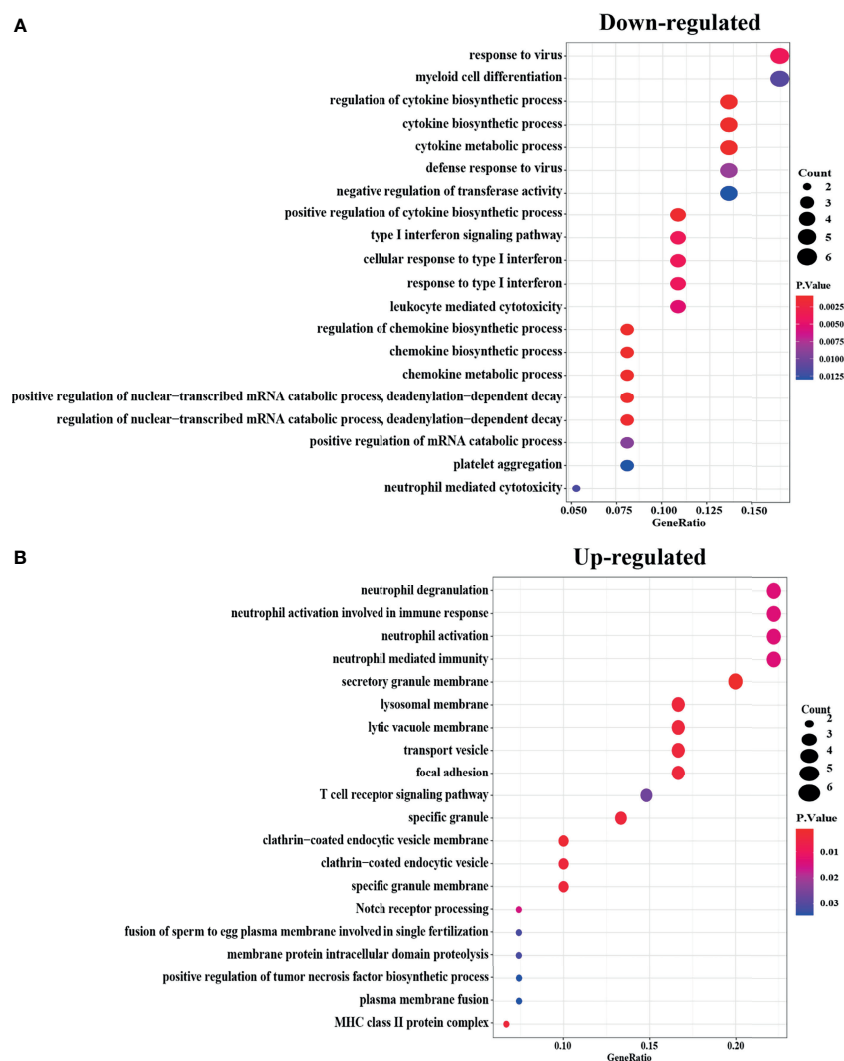 A
Down-regulated
response to virus
myeloid cell differentiation
regulation of cytokine biosynthetic process
cytokine biosynthetic process
cytokine metabolic process
defense response to virus
negative regulation of transferase activity
positive regulation of cytokine biosynthetic process
type I interferon signaling pathway
cellular response to type I interferon
response to type I interferon
leukocyte mediated cytotoxicity
regulation of chemokine biosynthetic process
chemokine biosynthetic process
chemokine metabolic process
positive regulation of nuclear-transcribed mRNA catabolic process, deadenylation-dependent decay
regulation of nuclear-transcribed mRNA catabolic process, deadenylation-dependent decay
positive regulation of mRNA catabolic process
platelet aggregation
neutrophil mediated cytotoxicity
0.050 0.075 0.100 0.125 0.150
GeneRatio
Count
2
3
4
5
6
P.Value
0.0025
0.0050
0.0075
0.0100
0.0125
B
Up-regulated
neutrophil degranulation
neutrophil activation involved in immune response
neutrophil activation
neutrophil mediated immunity
secretory granule membrane
lysosomal membrane
lytic vacuole membrane
transport vesicle
focal adhesion
T cell receptor signaling pathway
specific granule
clathrin-coated endocytic vesicle membrane
clathrin-coated endocytic vesicle
specific granule membrane
Notch receptor processing
fusion of sperm to egg plasma membrane involved in single fertilization
membrane protein intracellular domain proteolysis
positive regulation of tumor necrosis factor biosynthetic process
plasma membrane fusion
MHC class II protein complex
0.10 0.15 0.20
GeneRatio
Count
2
3
4
5
6
P.Value
0.01
0.02
0.03